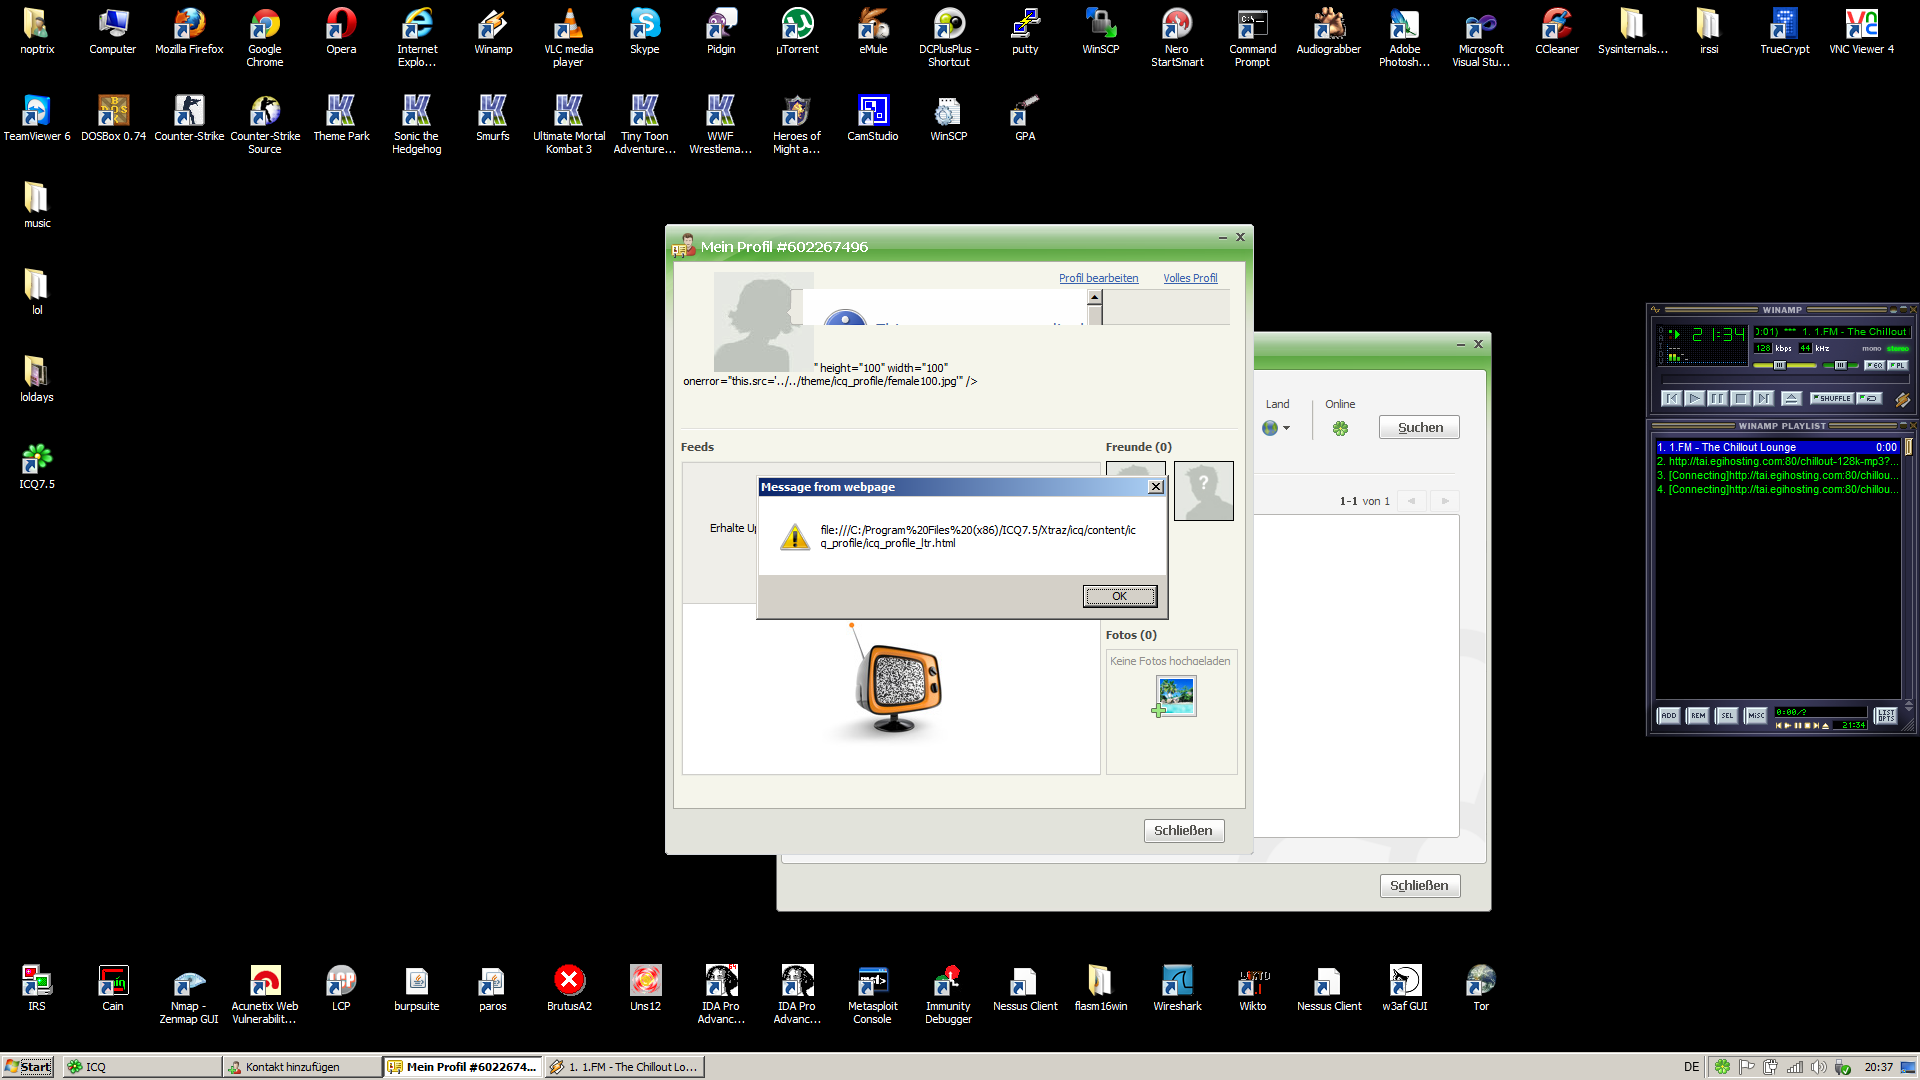 noptrix
Computer
Mozilla Firefox
Google
Chrome
Opera
Internet
Explo...
Winamp
VLC media
player
Skype
Pidgin
µTorrent
eMule
DCPlusPlus -
Shortcut
putty
WinSCP
Nero
StartSmart
Command
Prompt
Audiograbber
Adobe
Photosh...
Microsoft
Visual Stu...
CCleaner
Sysinternals...
irssi
TrueCrypt
VNC Viewer 4
TeamViewer 6
DOSBox 0.74
Counter-Strike
Counter-Strike
Source
Theme Park
Sonic the
Hedgehog
Smurfs
Ultimate Mortal
Kombat 3
Tiny Toon
Adventure...
WWF
Wrestlema...
Heroes of
Might a...
CamStudio
WinSCP
GPA
music
lol
loldays
ICQ7.5
Mein Profil #602267496
Profil bearbeiten
Volles Profil
" height="100" width="100"
onerror="this.src='../../theme/icq_profile/female100.jpg'" />
Feeds
Freunde (0)
Erhalte Up
Message from webpage
file:///C:/Program%20Files%20(x86)/ICQ7.5/Xtraz/icq/content/ic
q_profile/icq_profile_ltr.html
OK
Fotos (0)
Keine Fotos hochgeladen
Schließen
Land
Online
Suchen
1-1 von 1
Schließen
WINAMP
21:34
0:01) *** 1. 1.FM - The Chillout
128 kbps 44 kHz mono stereo
EQ PL
SHUFFLE
WINAMP PLAYLIST
1. 1.FM - The Chillout Lounge 0:00
2. http://tai.egihosting.com:80/chillout-128k-mp3?...
3. [Connecting]http://tai.egihosting.com:80/chillou...
4. [Connecting]http://tai.egihosting.com:80/chillou...
ADD REM SEL MISC
0:00/?
21:34
LIST
OPTS
IRS
Cain
Nmap -
Zenmap GUI
Acunetix Web
Vulnerabilit...
LCP
burpsuite
paros
BrutusA2
Uns12
IDA Pro
Advanc...
IDA Pro
Advanc...
Metasploit
Console
Immunity
Debugger
Nessus Client
flasm16win
Wireshark
Wikto
Nessus Client
w3af GUI
Tor
Start
ICQ
Kontakt hinzufügen
Mein Profil #6022674...
1. 1.FM - The Chillout Lo...
DE
20:37